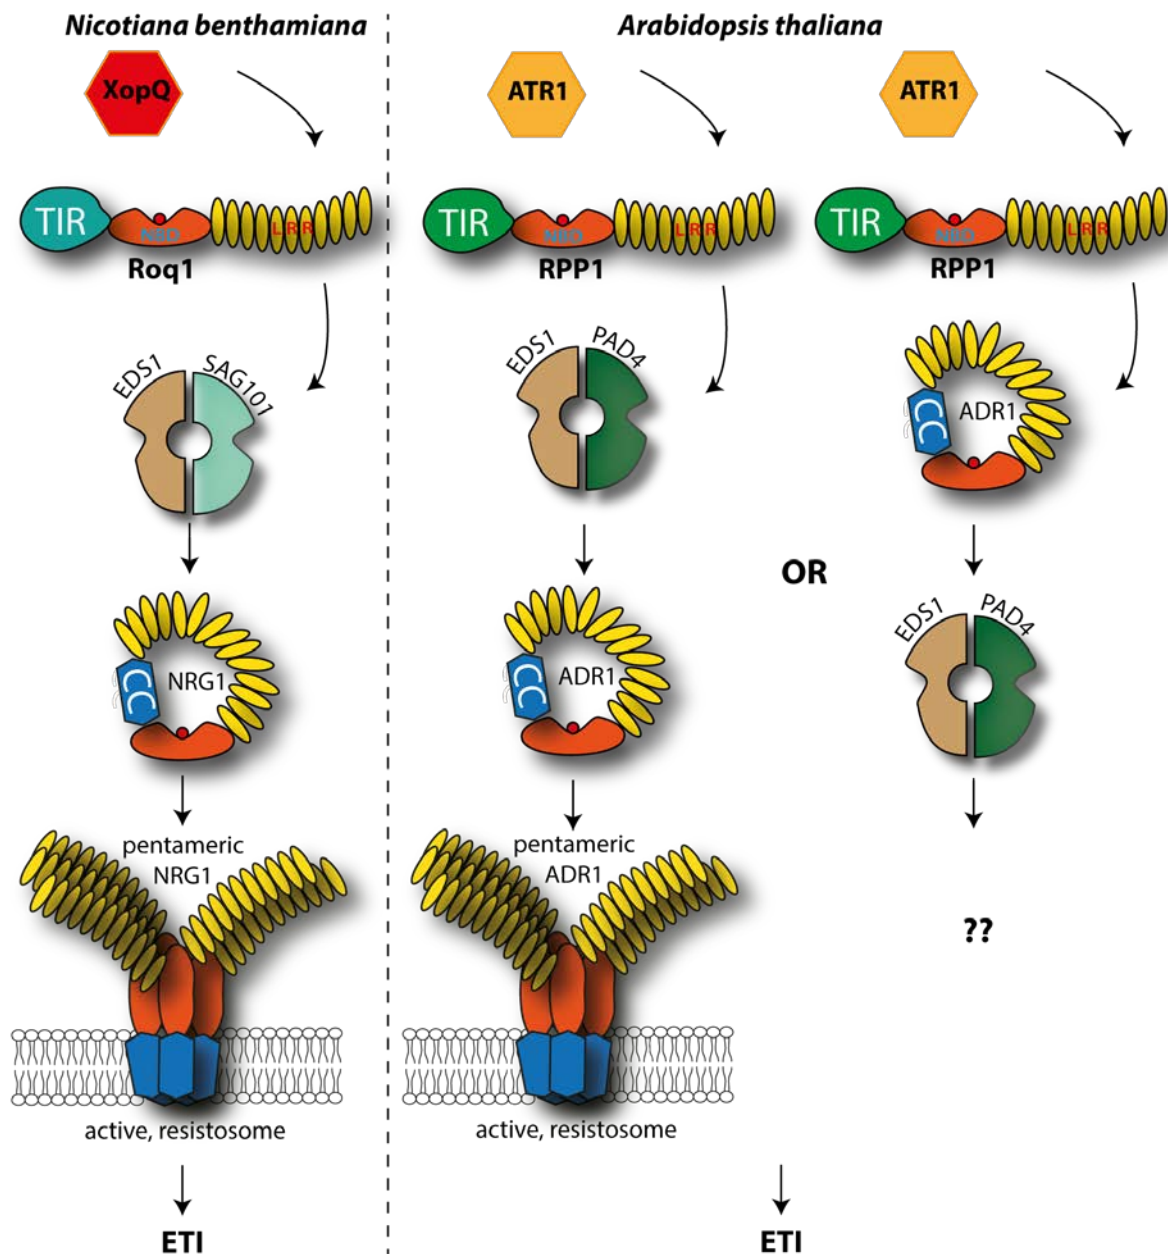 Nicotiana benthamiana
XopQ
TIR
NBD
LRR
Roq1
EDS1
SAG101
CC
NRG1
pentameric
NRG1
active, resistosome
ETI
Arabidopsis thaliana
ATR1
TIR
NBD
LRR
RPP1
EDS1
PAD4
CC
ADR1
pentameric
ADR1
active, resistosome
OR
ATR1
TIR
NBD
LRR
RPP1
CC
ADR1
EDS1
PAD4
??
ETI